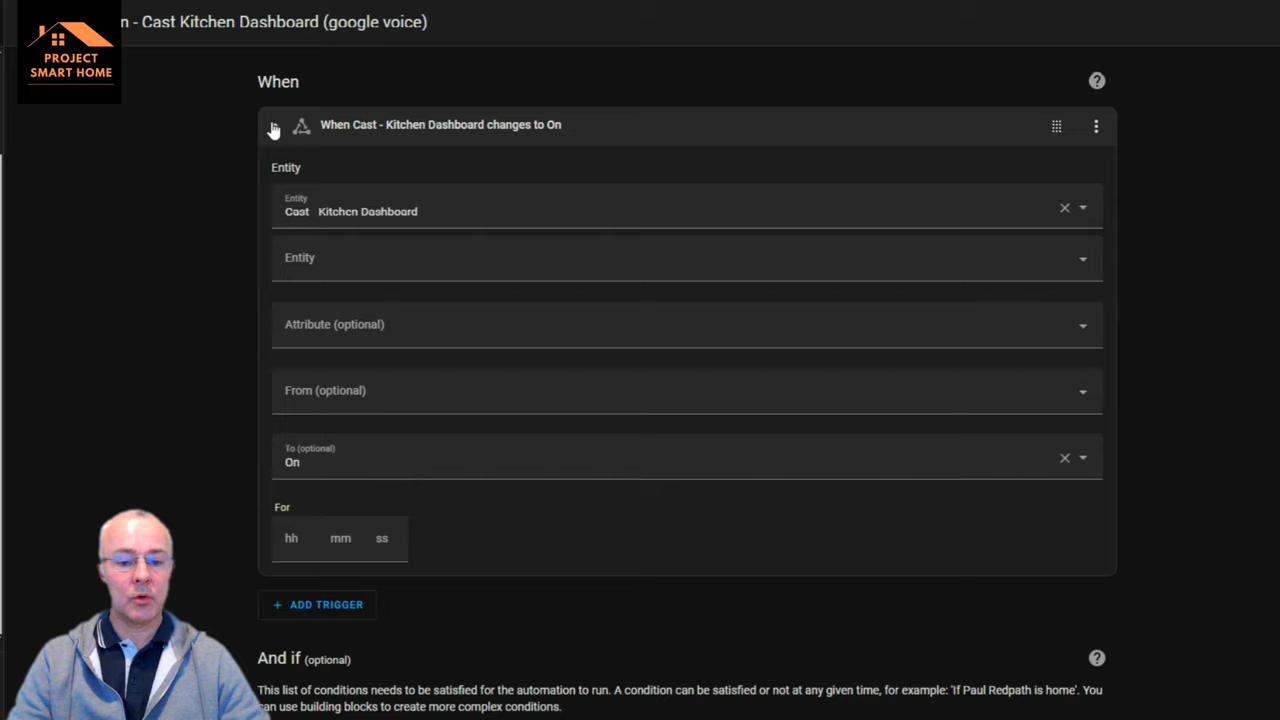 n - Cast Kitchen Dashboard (google voice)
PROJECT
SMART HOME
When
When Cast - Kitchen Dashboard changes to On
Entity
Entity
Cast Kitchen Dashboard
Entity
Attribute (optional)
From (optional)
To (optional)
On
For
hh mm ss
+ ADD TRIGGER
And if (optional)
This list of conditions needs to be satisfied for the automation to run. A condition can be satisfied or not at any given time, for example: 'If Paul Redpath is home'. You
can use building blocks to create more complex conditions.